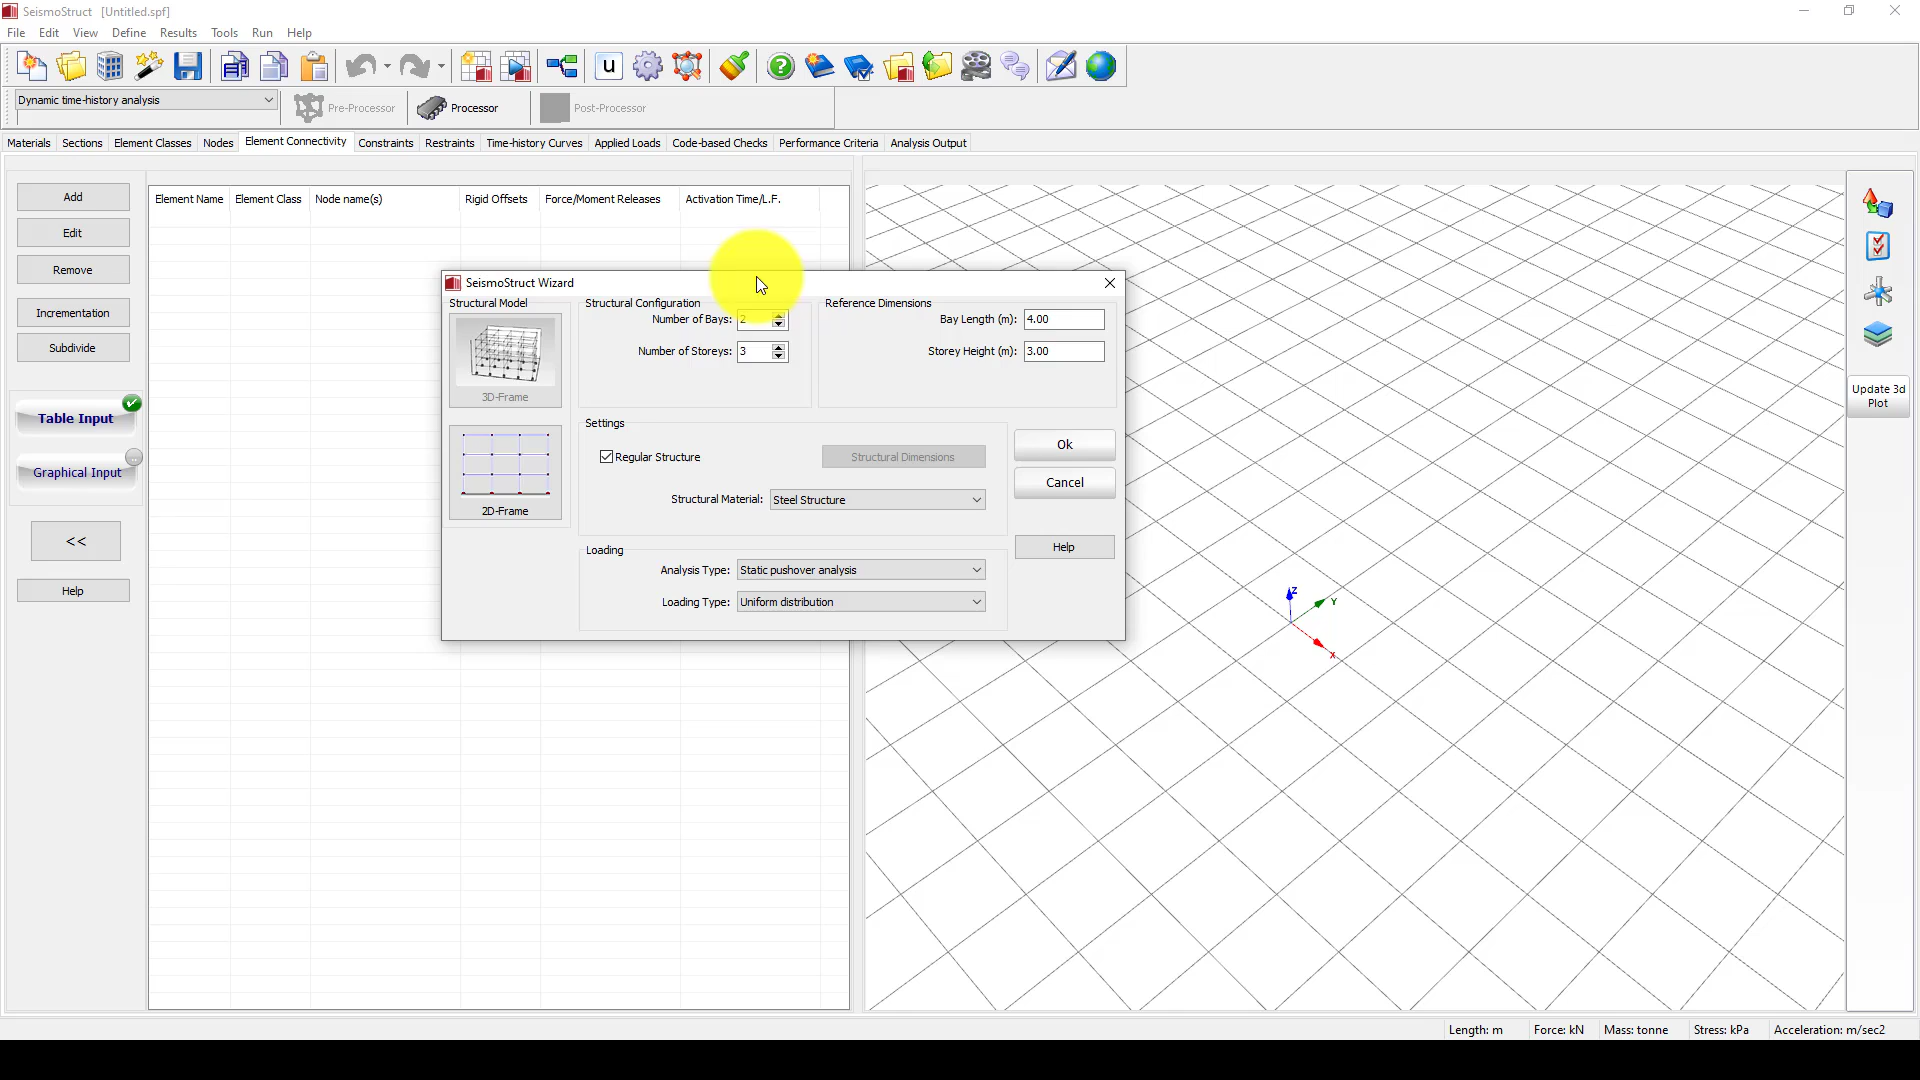 SeismoStruct [Untitled.spf]
File Edit View Define Results Tools Run Help
u
Dynamic time-history analysis
Pre-Processor
Processor
Post-Processor
Materials Sections Element Classes Nodes Element Connectivity Constraints Restraints Time-history Curves Applied Loads Code-based Checks Performance Criteria Analysis Output
Add
Edit
Remove
Incrementation
Subdivide
Table Input
Graphical Input
<<
Help
Element Name Element Class Node name(s) Rigid Offsets Force/Moment Releases Activation Time/L.F.
SeismoStruct Wizard
Structural Model
3D-Frame
2D-Frame
Structural Configuration
Number of Bays: 2
Number of Storeys: 3
Reference Dimensions
Bay Length (m): 4.00
Storey Height (m): 3.00
Settings
Regular Structure
Structural Dimensions
Structural Material: Steel Structure
Ok
Cancel
Help
Loading
Analysis Type: Static pushover analysis
Loading Type: Uniform distribution
Z
Y
X
Update 3d
Plot
Length: m Force: kN Mass: tonne Stress: kPa Acceleration: m/sec2